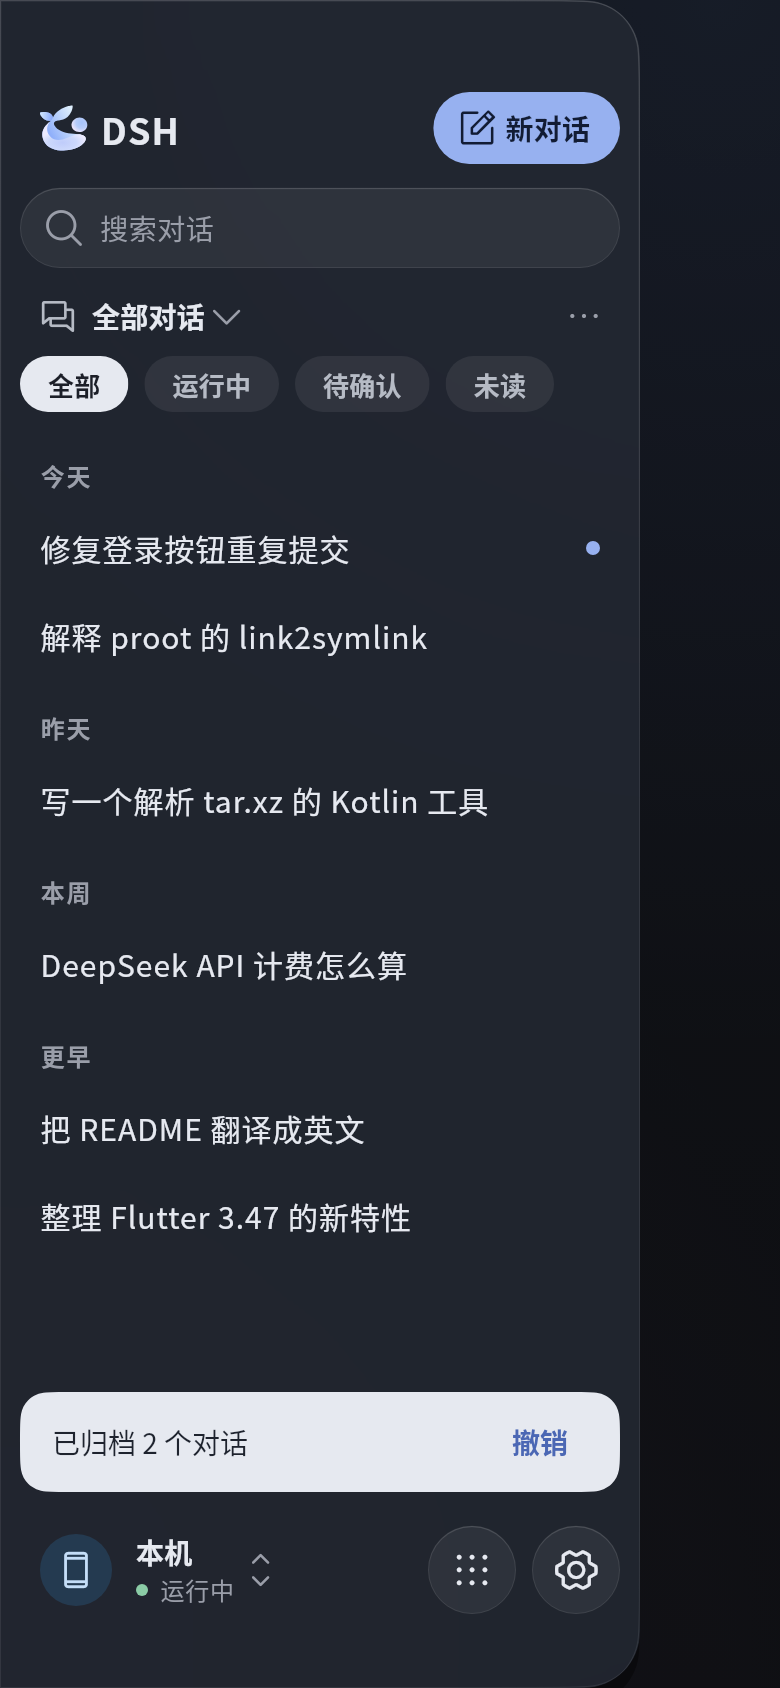 DSH
新对话
搜索对话
全部对话
全部
运行中
待确认
未读
今天
修复登录按钮重复提交
解释 proot 的 link2symlink
昨天
写一个解析 tar.xz 的 Kotlin 工具
本周
DeepSeek API 计费怎么算
更早
把 README 翻译成英文
整理 Flutter 3.47 的新特性
已归档 2 个对话
撤销
本机
运行中